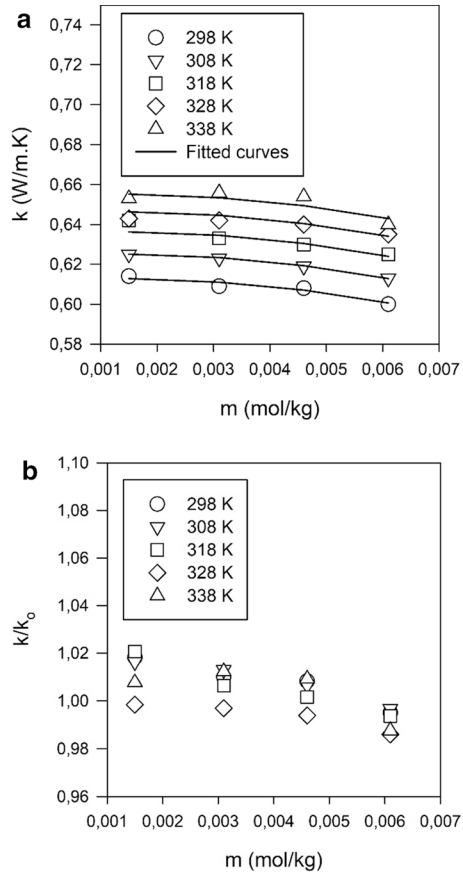 a
0,74
0,72
0,70
0,68
0,66
0,64
0,62
0,60
0,58
k (W/m.K)
298 K
308 K
318 K
328 K
338 K
Fitted curves
0,001 0,002 0,003 0,004 0,005 0,006 0,007
m (mol/kg)
b
1,10
1,08
1,06
1,04
1,02
1,00
0,98
0,96
k/ko
298 K
308 K
318 K
328 K
338 K
0,001 0,002 0,003 0,004 0,005 0,006 0,007
m (mol/kg)